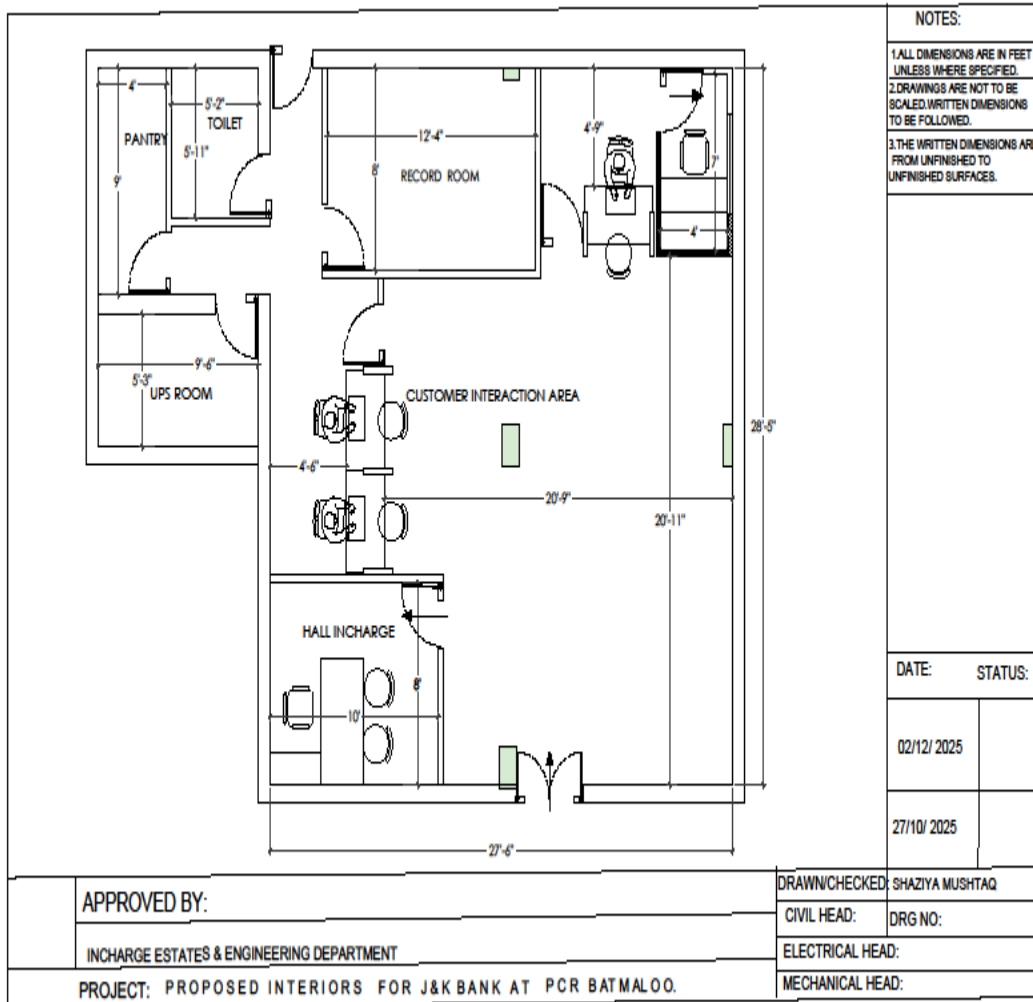 NOTES:
1.ALL DIMENSIONS ARE IN FEET
UNLESS WHERE SPECIFIED.
2.DRAWINGS ARE NOT TO BE
SCALED.WRITTEN DIMENSIONS
TO BE FOLLOWED.
3.THE WRITTEN DIMENSIONS ARE
FROM UNFINISHED TO
UNFINISHED SURFACES.
4'
5'-2"
TOILET
PANTRY
5'-11"
9'
12'-4"
8'
RECORD ROOM
4'-9"
7'
4'
9'-6"
5'-3"
UPS ROOM
CUSTOMER INTERACTION AREA
28'-5"
4'-6"
20'-9"
20'-11"
HALL INCHARGE
8'
10'
27'-6"
DATE: STATUS:
02/12/ 2025
27/10/ 2025
APPROVED BY:
INCHARGE ESTATES & ENGINEERING DEPARTMENT
PROJECT: PROPOSED INTERIORS FOR J&K BANK AT PCR BATMALOO.
DRAWN/CHECKED: SHAZIYA MUSHTAQ
CIVIL HEAD: DRG NO:
ELECTRICAL HEAD:
MECHANICAL HEAD: